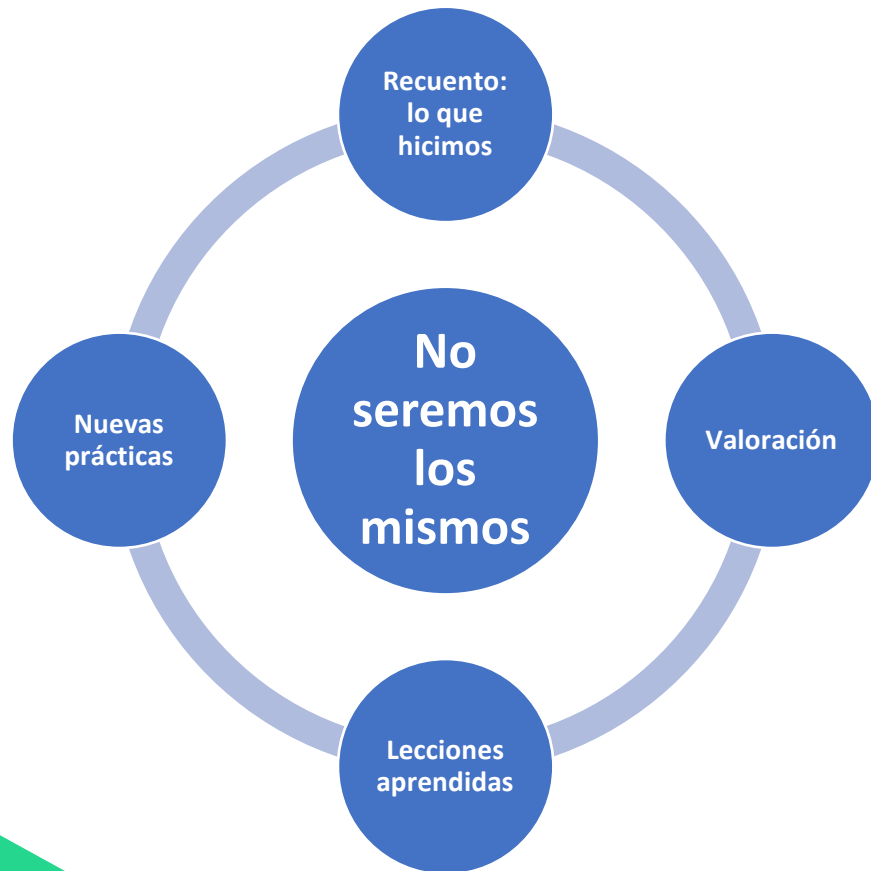 Recuento:
lo que
hicimos
No
seremos
los
mismos
Nuevas
prácticas
Valoración
Lecciones
aprendidas